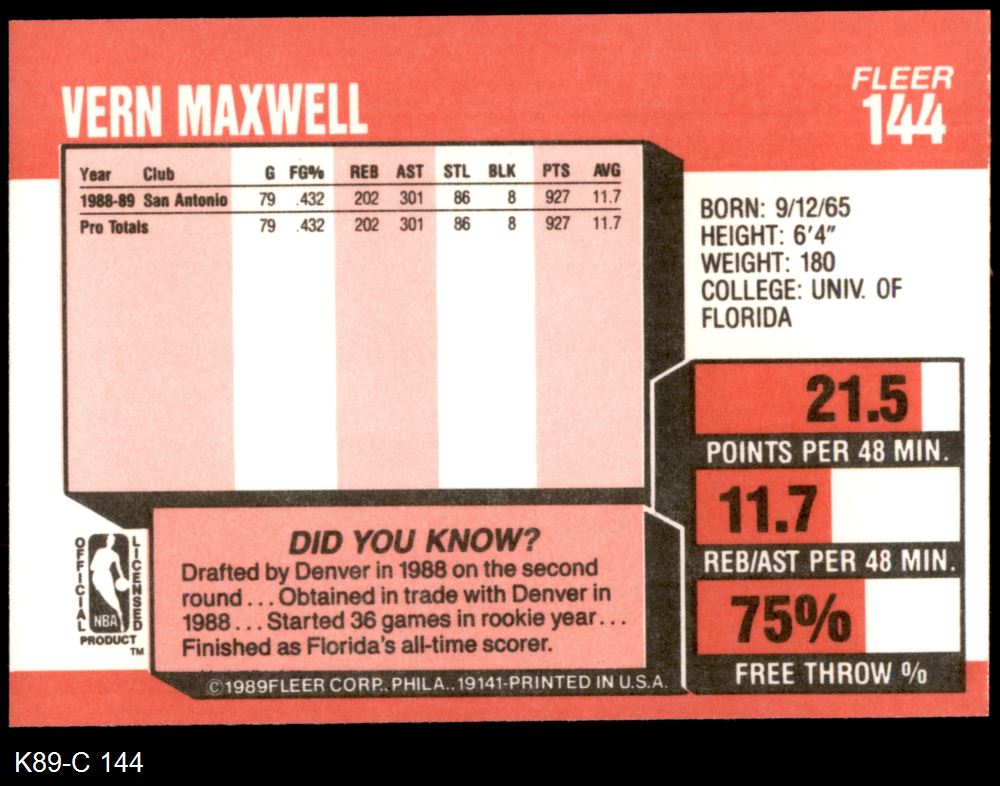 FLEER
144
VERN MAXWELL
Year Club G FG% REB AST STL BLK PTS AVG
1988-89 San Antonio 79 .432 202 301 86 8 927 11.7
Pro Totals 79 .432 202 301 86 8 927 11.7
BORN: 9/12/65
HEIGHT: 6'4"
WEIGHT: 180
COLLEGE: UNIV. OF
FLORIDA
21.5
POINTS PER 48 MIN.
11.7
REB/AST PER 48 MIN.
75%
FREE THROW %
DID YOU KNOW?
Drafted by Denver in 1988 on the second
round...Obtained in trade with Denver in
1988...Started 36 games in rookie year...
Finished as Florida's all-time scorer.
OFFICIAL
LICENSED
NBA
PRODUCT
TM
©1989FLEER CORP..PHILA..19141-PRINTED IN U.S.A.
K89-C 144